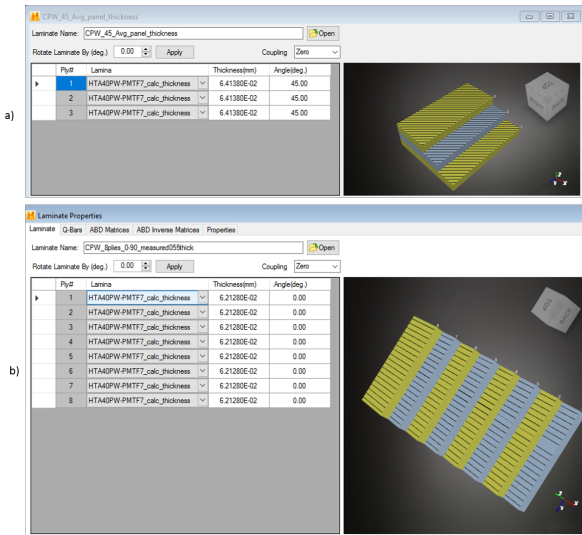 CPW_45_Avg_panel_thickness
Laminate Name: CPW_45_Avg_panel_thickness Open
Rotate Laminate By (deg.) 0.00 Apply Coupling Zero
Ply# Lamina Thickness(mm) Angle(deg.)
1 HTA40PW-PMTF7_calc_thickness 6.41380E-02 45.00
a)
2 HTA40PW-PMTF7_calc_thickness 6.41380E-02 45.00
3 HTA40PW-PMTF7_calc_thickness 6.41380E-02 45.00
TOP
Z
Y X
Laminate Properties
Laminate Q-Bars ABD Matrices ABD Inverse Matrices Properties
Laminate Name: CPW_8plies_0-90_measured055thick Open
Rotate Laminate By (deg.) 0.00 Apply Coupling Zero
Ply# Lamina Thickness(mm) Angle(deg.)
1 HTA40PW-PMTF7_calc_thickness 6.21280E-02 0.00
2 HTA40PW-PMTF7_calc_thickness 6.21280E-02 0.00
3 HTA40PW-PMTF7_calc_thickness 6.21280E-02 0.00
4 HTA40PW-PMTF7_calc_thickness 6.21280E-02 0.00
5 HTA40PW-PMTF7_calc_thickness 6.21280E-02 0.00
b)
6 HTA40PW-PMTF7_calc_thickness 6.21280E-02 0.00
7 HTA40PW-PMTF7_calc_thickness 6.21280E-02 0.00
8 HTA40PW-PMTF7_calc_thickness 6.21280E-02 0.00
TOP
BACK
Z
X